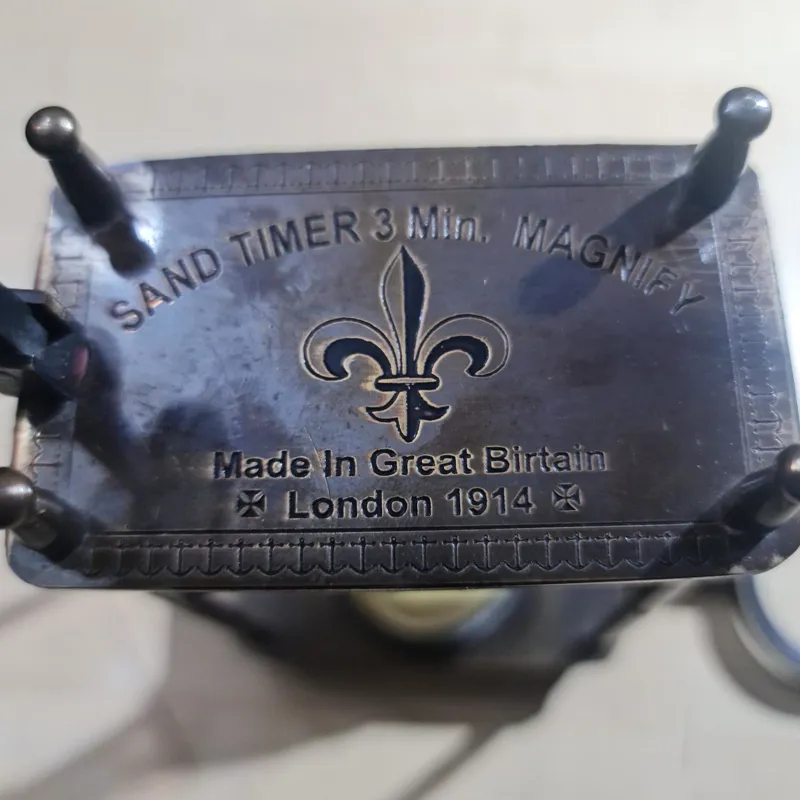 SAND TIMER 3 Min. MAGNIFY
Made In Great Birtain
London 1914